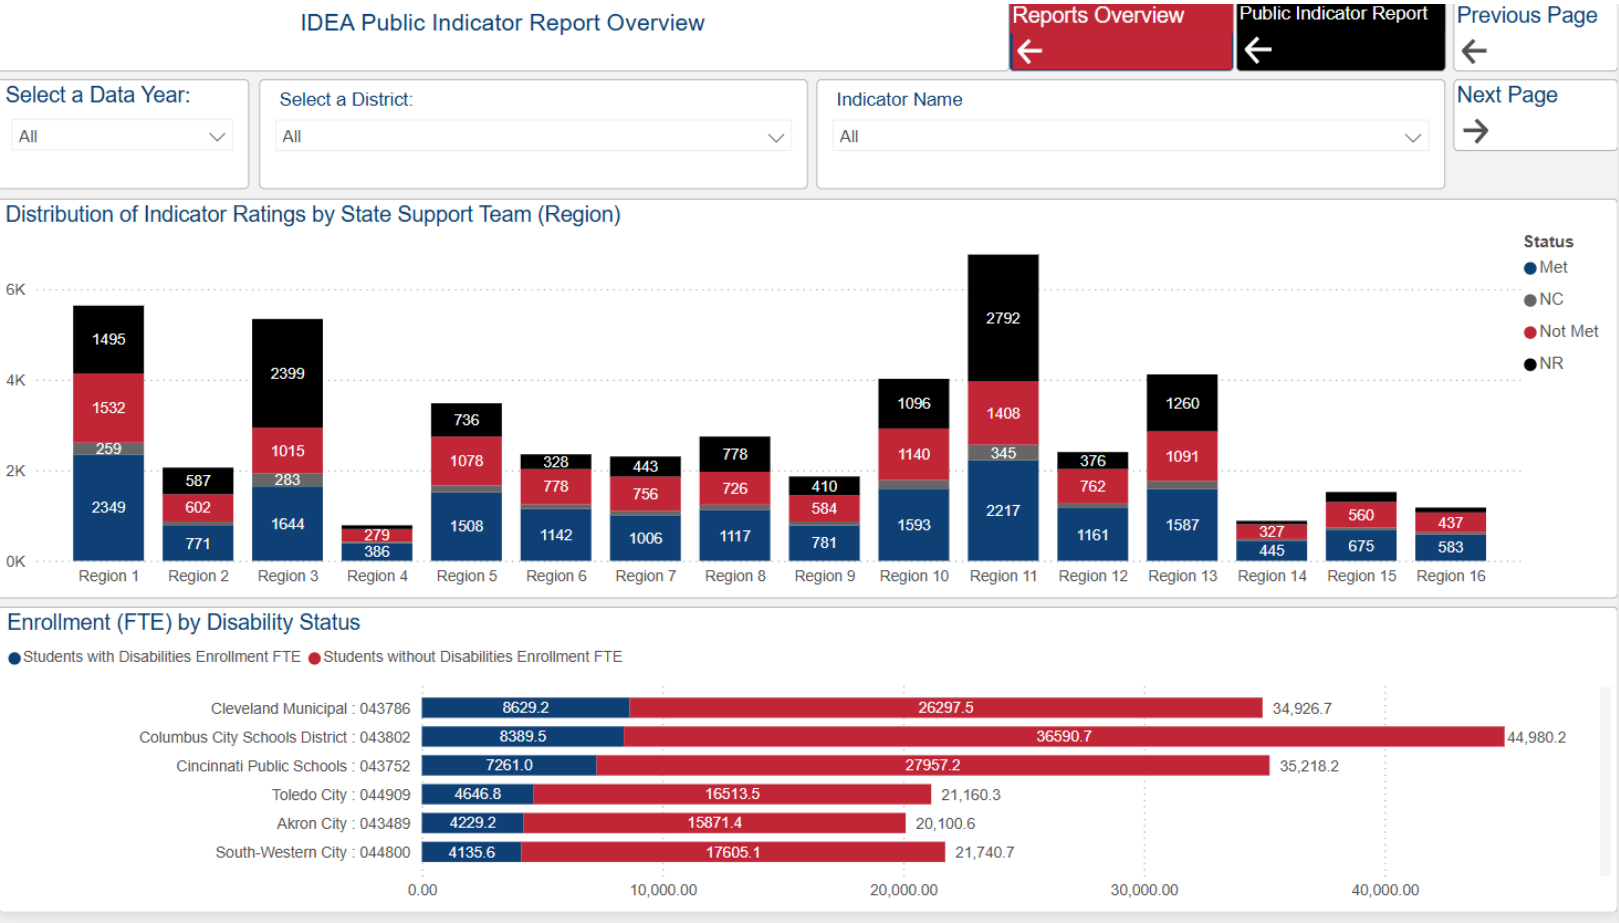 IDEA Public Indicator Report Overview
Reports Overview
Public Indicator Report
Previous Page
Select a Data Year:
All
Select a District:
All
Indicator Name
All
Next Page
Distribution of Indicator Ratings by State Support Team (Region)
Status
Met
NC
Not Met
NR
6K
4K
2K
0K
1495
1532
259
2349
587
602
771
2399
1015
283
1644
279
386
736
1078
1508
328
778
1142
443
756
1006
778
726
1117
410
584
781
1096
1140
1593
2792
1408
345
2217
376
762
1161
1260
1091
1587
327
445
560
675
437
583
Region 1 Region 2 Region 3 Region 4 Region 5 Region 6 Region 7 Region 8 Region 9 Region 10 Region 11 Region 12 Region 13 Region 14 Region 15 Region 16
Enrollment (FTE) by Disability Status
Students with Disabilities Enrollment FTE Students without Disabilities Enrollment FTE
Cleveland Municipal : 043786 8629.2 26297.5 34,926.7
Columbus City Schools District : 043802 8389.5 36590.7 44,980.2
Cincinnati Public Schools : 043752 7261.0 27957.2 35,218.2
Toledo City : 044909 4646.8 16513.5 21,160.3
Akron City : 043489 4229.2 15871.4 20,100.6
South-Western City : 044800 4135.6 17605.1 21,740.7
0.00 10,000.00 20,000.00 30,000.00 40,000.00